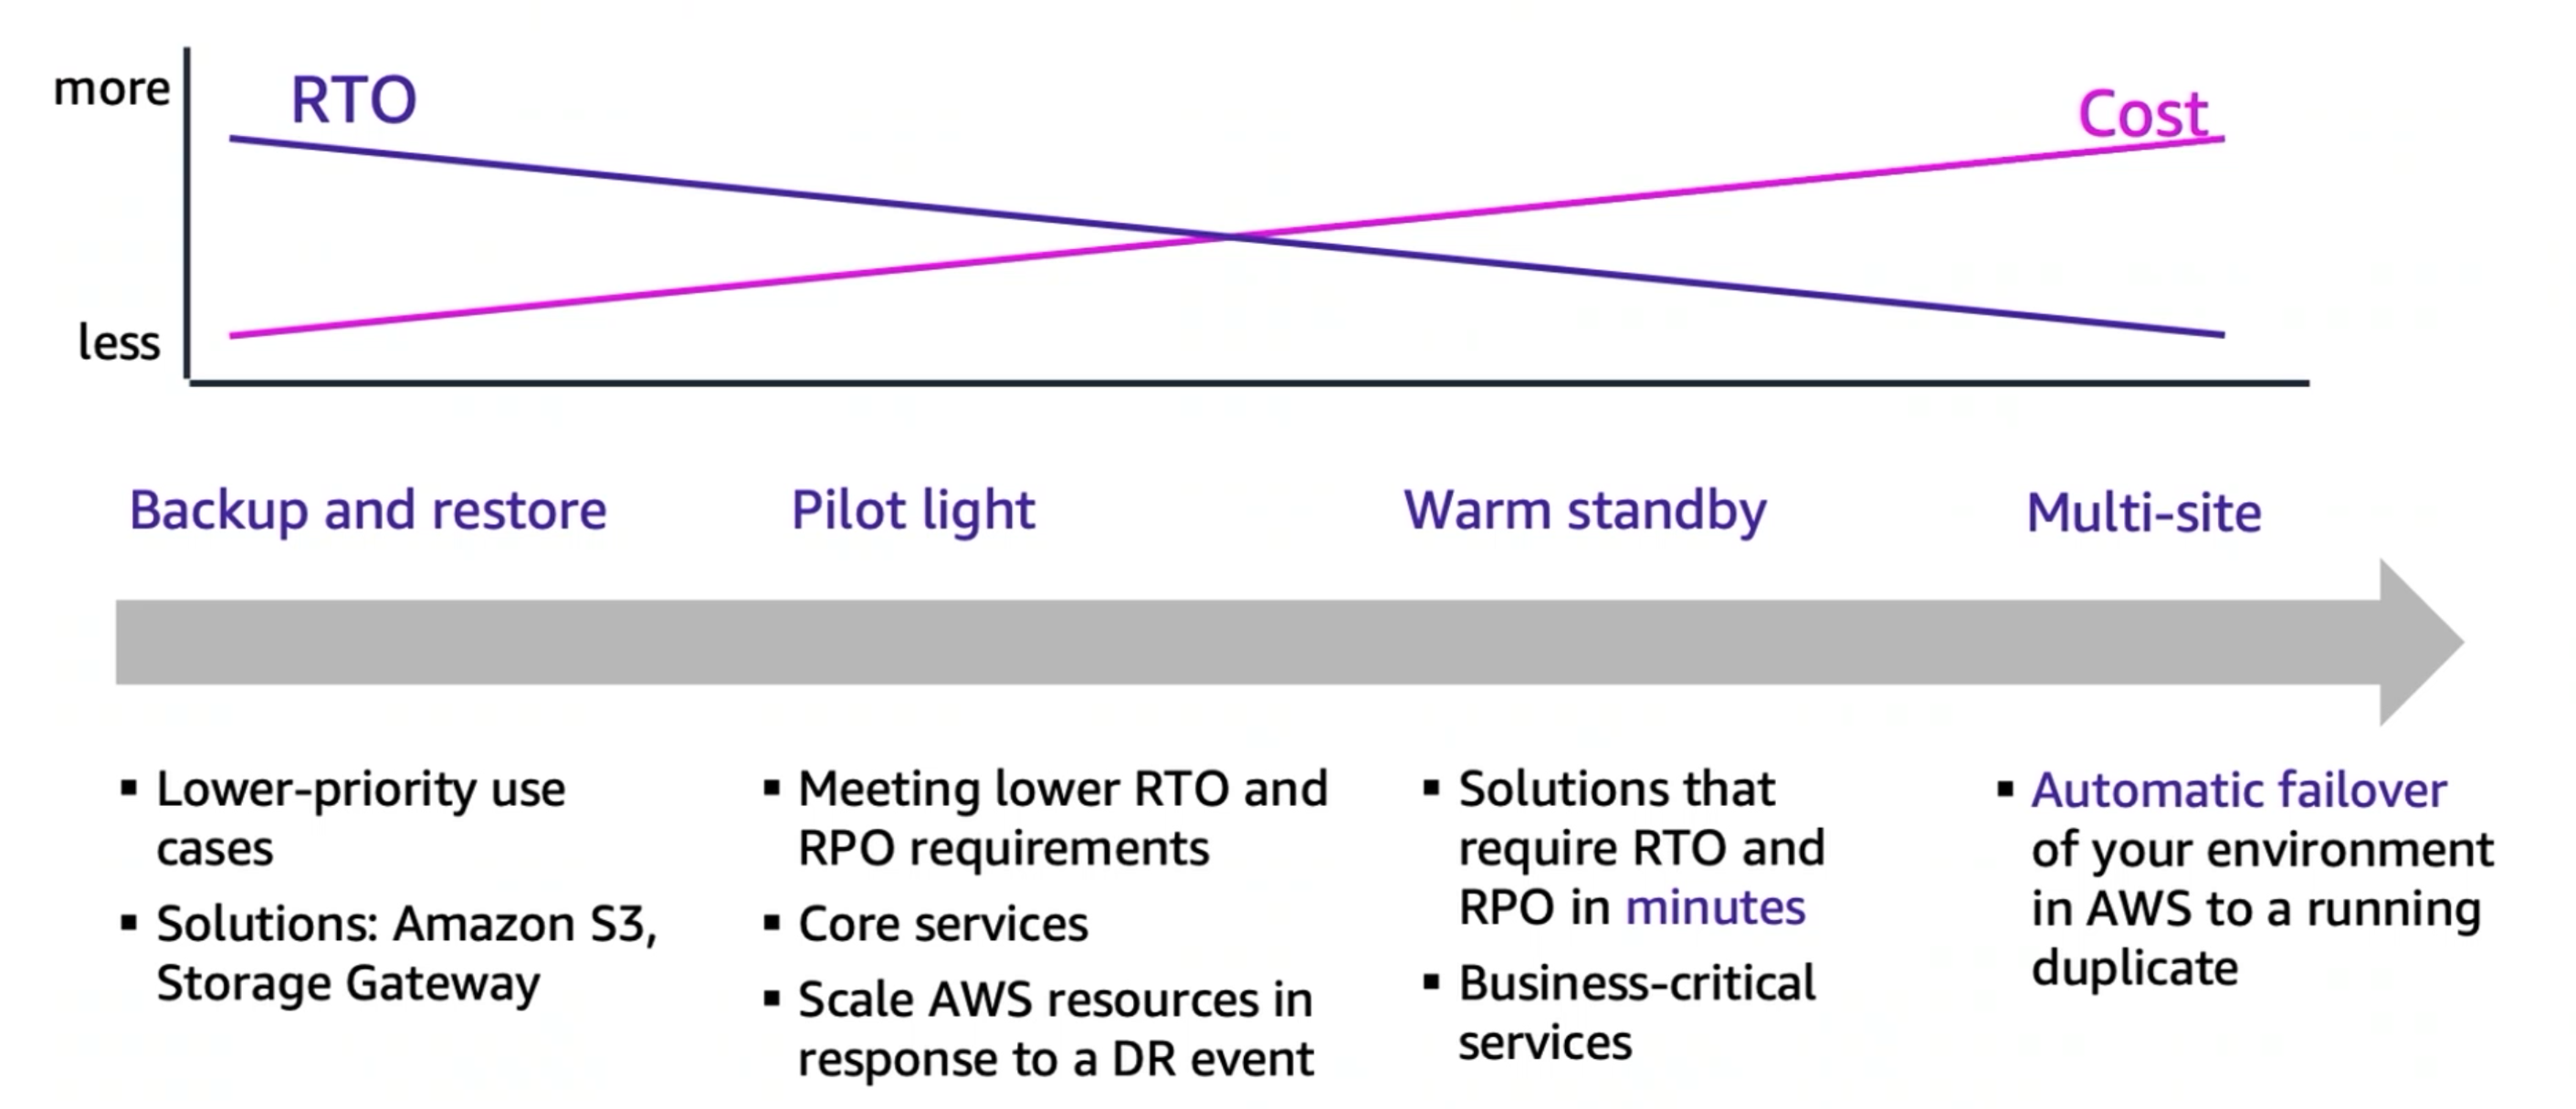 more
RTO
Cost
less
Backup and restore
Pilot light
Warm standby
Multi-site
▪ Lower-priority use
cases
▪ Solutions: Amazon S3,
Storage Gateway
▪ Meeting lower RTO and
RPO requirements
▪ Core services
▪ Scale AWS resources in
response to a DR event
▪ Solutions that
require RTO and
RPO in minutes
▪ Business-critical
services
▪ Automatic failover
of your environment
in AWS to a running
duplicate